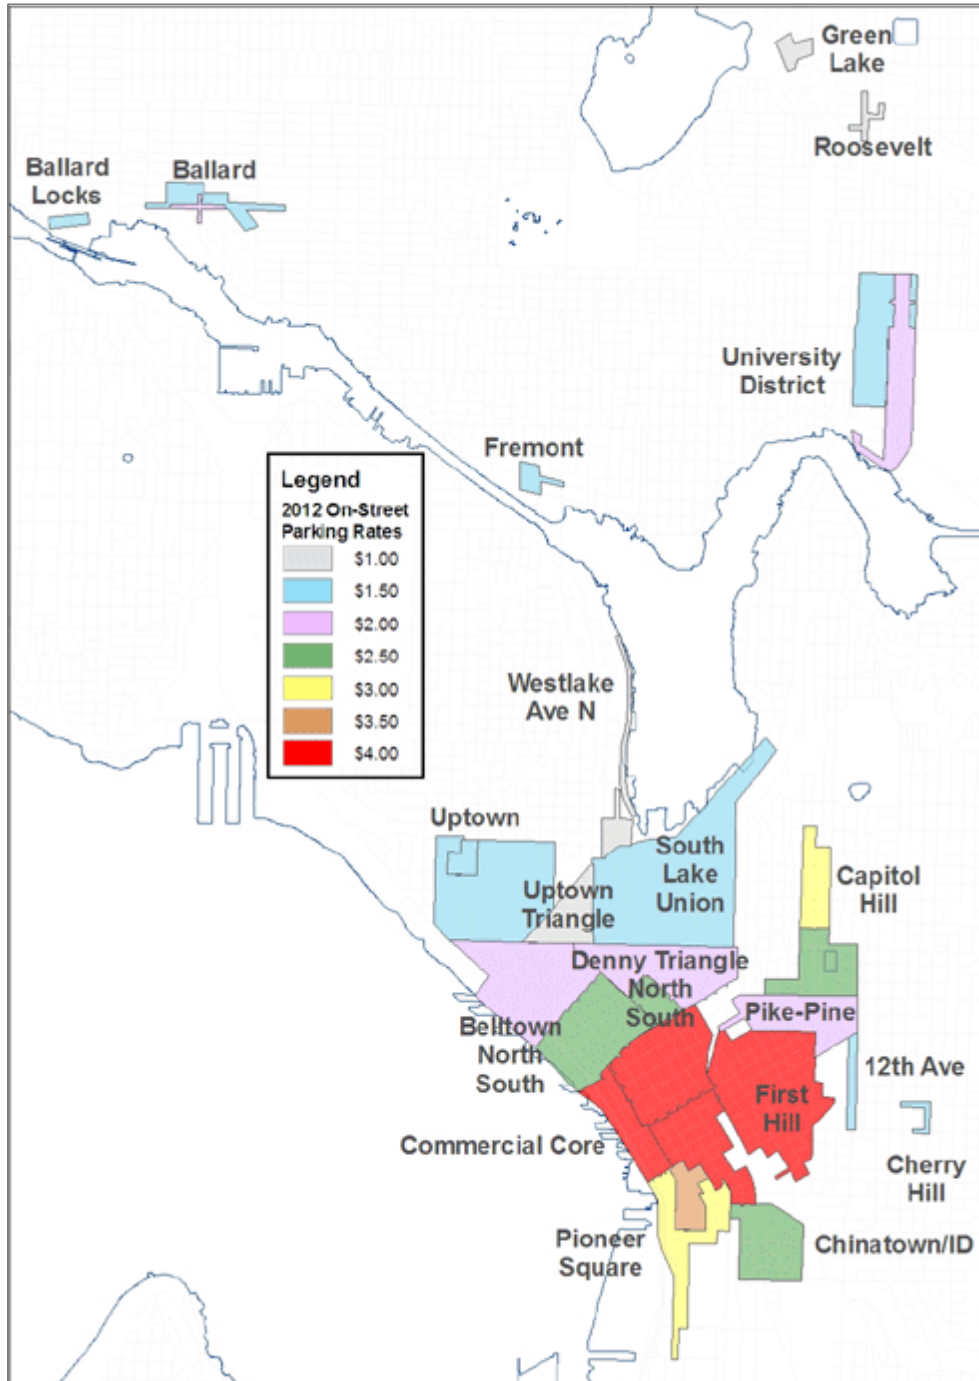 Green
Lake
Roosevelt
Ballard
Locks
Ballard
University
District
Fremont
Legend
2012 On-Street
Parking Rates
$1.00
$1.50
$2.00
$2.50
$3.00
$3.50
$4.00
Westlake
Ave N
Uptown
South
Lake
Union
Uptown
Triangle
Capitol
Hill
Denny Triangle
North
South
Pike-Pine
Belltown
North
South
12th Ave
First
Hill
Commercial Core
Cherry
Hill
Pioneer
Square
Chinatown/ID